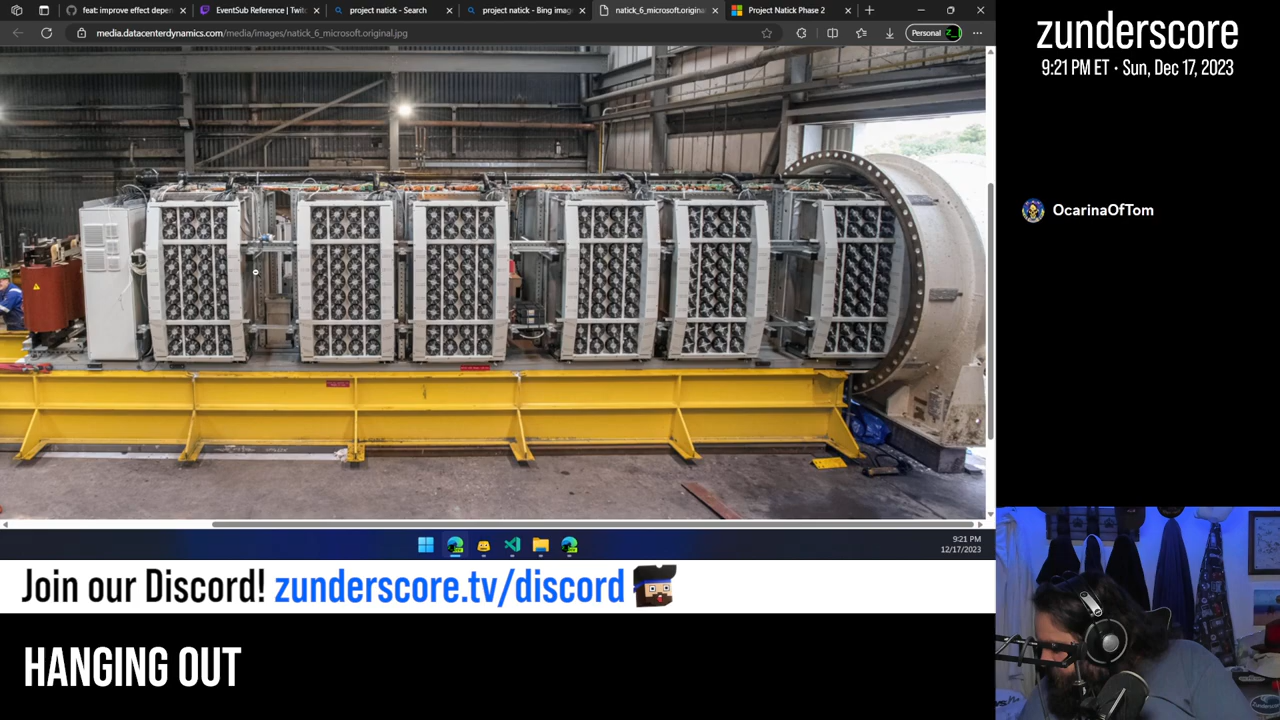 feat: improve effect depen
EventSub Reference | Twitc
project natick - Search
project natick - Bing imag
natick_6_microsoft.origina
Project Natick Phase 2
media.datacenterdynamics.com/media/images/natick_6_microsoft.original.jpg
Personal
zunderscore
9:21 PM ET · Sun, Dec 17, 2023
OcarinaOfTom
9:21 PM
12/17/2023
Join our Discord! zunderscore.tv/discord
HANGING OUT